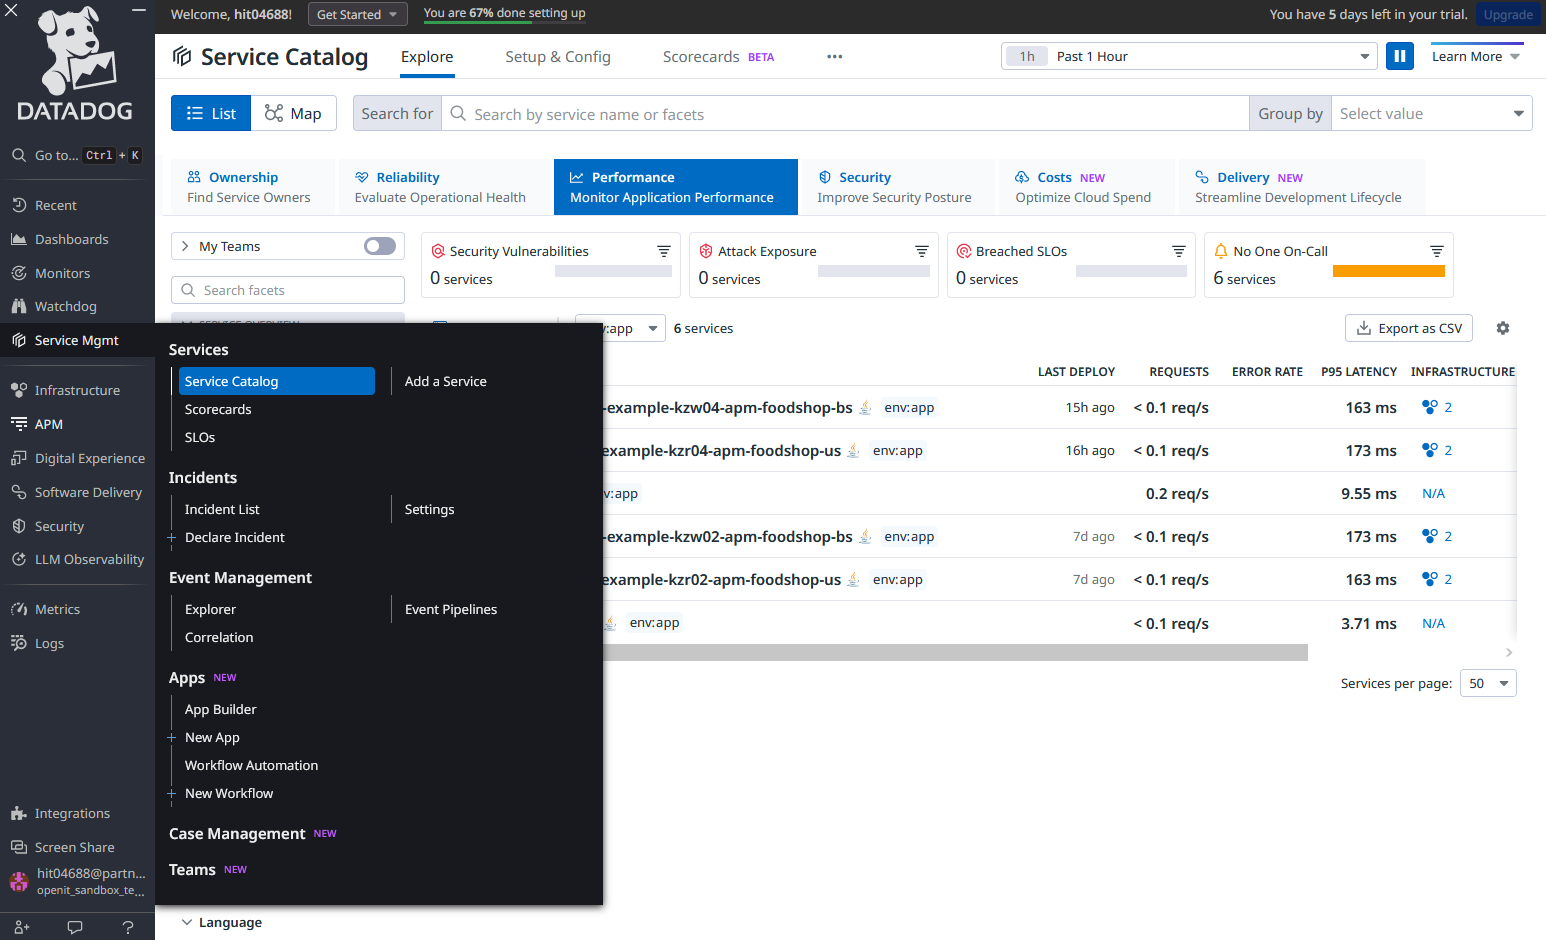 Welcome, hit04688!
Get Started
You are 67% done setting up
You have 5 days left in your trial.
Upgrade
DATADOG
Go to... Ctrl + K
Recent
Dashboards
Monitors
Watchdog
Service Mgmt
Infrastructure
APM
Digital Experience
Software Delivery
Security
LLM Observability
Metrics
Logs
Integrations
Screen Share
hit04688@partn...
openit_sandbox_te...
Service Catalog
Explore
Setup & Config
Scorecards BETA
1h Past 1 Hour
Learn More
List
Map
Search for
Search by service name or facets
Group by
Select value
Ownership
Find Service Owners
Reliability
Evaluate Operational Health
Performance
Monitor Application Performance
Security
Improve Security Posture
Costs NEW
Optimize Cloud Spend
Delivery NEW
Streamline Development Lifecycle
My Teams
Search facets
Security Vulnerabilities
0 services
Attack Exposure
0 services
Breached SLOs
0 services
No One On-Call
6 services
Services
Service Catalog
Add a Service
Scorecards
SLOs
Incidents
Incident List
Settings
Declare Incident
Event Management
Explorer
Event Pipelines
Correlation
Apps NEW
App Builder
New App
Workflow Automation
New Workflow
Case Management NEW
Teams NEW
Language
:app
6 services
Export as CSV
LAST DEPLOY REQUESTS ERROR RATE P95 LATENCY INFRASTRUCTURE
-example-kzw04-apm-foodshop-bs env:app 15h ago < 0.1 req/s 163 ms 2
example-kzr04-apm-foodshop-us env:app 16h ago < 0.1 req/s 173 ms 2
v:app 0.2 req/s 9.55 ms N/A
-example-kzw02-apm-foodshop-bs env:app 7d ago < 0.1 req/s 173 ms 2
example-kzr02-apm-foodshop-us env:app 7d ago < 0.1 req/s 163 ms 2
env:app < 0.1 req/s 3.71 ms N/A
Services per page: 50